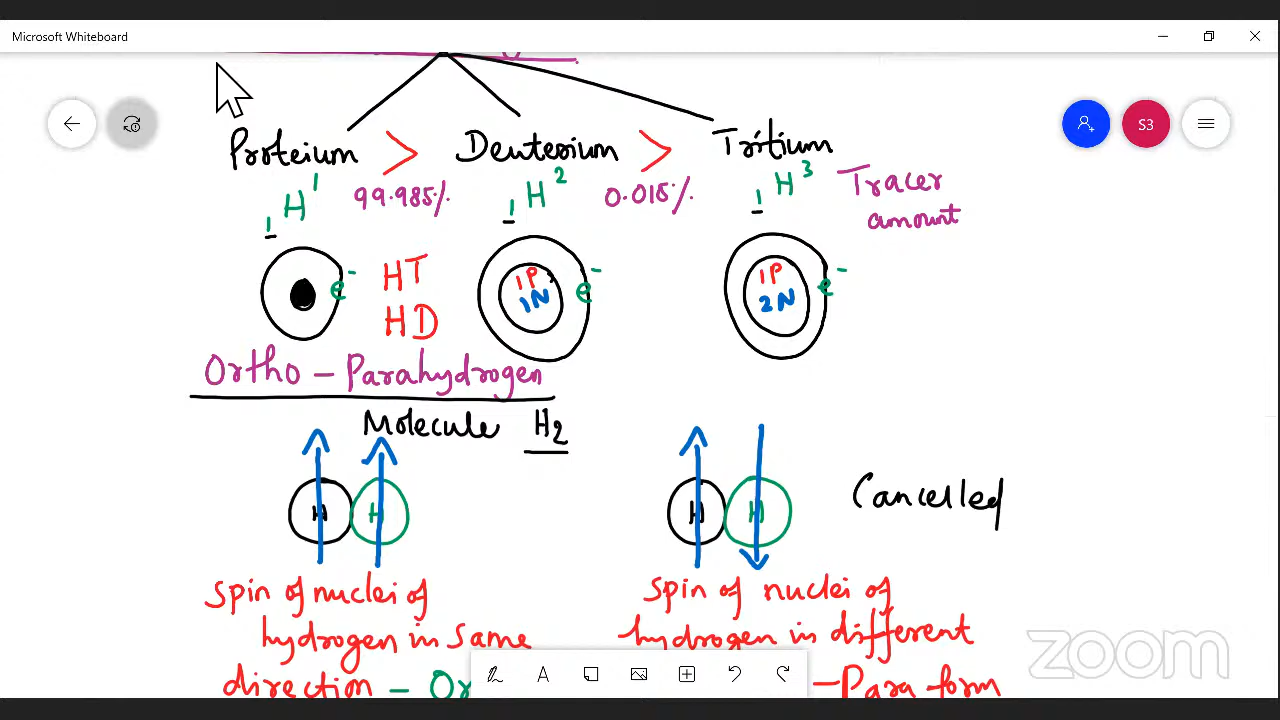 Microsoft Whiteboard
S3
Proteium > Deuterium > Tritium
₁H¹ 99.985% ₁H² 0.015% ₁H³ Tracer amount
e⁻ HT 1P 1N e⁻ 1P 2N e⁻
HD
Ortho - Parahydrogen
Molecule H₂
H H H H Cancelled
spin of nuclei of
hydrogen in same
direction - Or
spin of nuclei of
hydrogen in different
- Para form
A
zoom